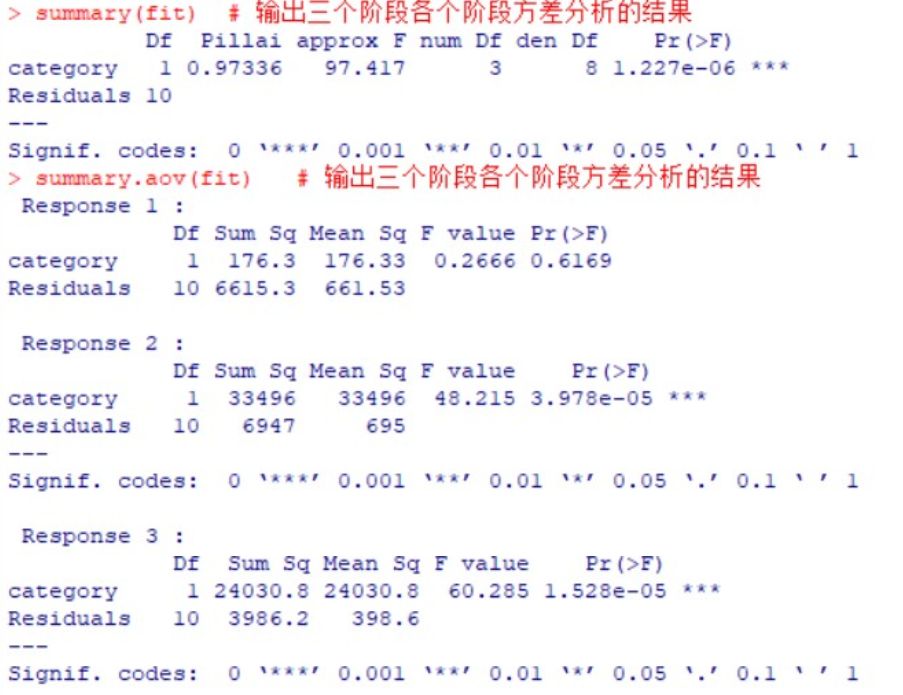 > summary(fit)  # 输出三个阶段各个阶段方差分析的结果
          Df  Pillai approx F num Df den Df    Pr(>F)
category   1 0.97336   97.417      3      8 1.227e-06 ***
Residuals 10
---
Signif. codes:  0 ‘***’ 0.001 ‘**’ 0.01 ‘*’ 0.05 ‘.’ 0.1 ‘ ’ 1
> summary.aov(fit)   # 输出三个阶段各个阶段方差分析的结果
 Response 1 :
            Df Sum Sq Mean Sq F value Pr(>F)
category     1  176.3  176.33  0.2666 0.6169
Residuals   10 6615.3  661.53
 Response 2 :
            Df Sum Sq Mean Sq F value    Pr(>F)
category     1  33496   33496  48.215 3.978e-05 ***
Residuals   10   6947     695
---
Signif. codes:  0 ‘***’ 0.001 ‘**’ 0.01 ‘*’ 0.05 ‘.’ 0.1 ‘ ’ 1
 Response 3 :
            Df  Sum Sq Mean Sq F value    Pr(>F)
category     1 24030.8 24030.8  60.285 1.528e-05 ***
Residuals   10  3986.2   398.6
---
Signif. codes:  0 ‘***’ 0.001 ‘**’ 0.01 ‘*’ 0.05 ‘.’ 0.1 ‘ ’ 1